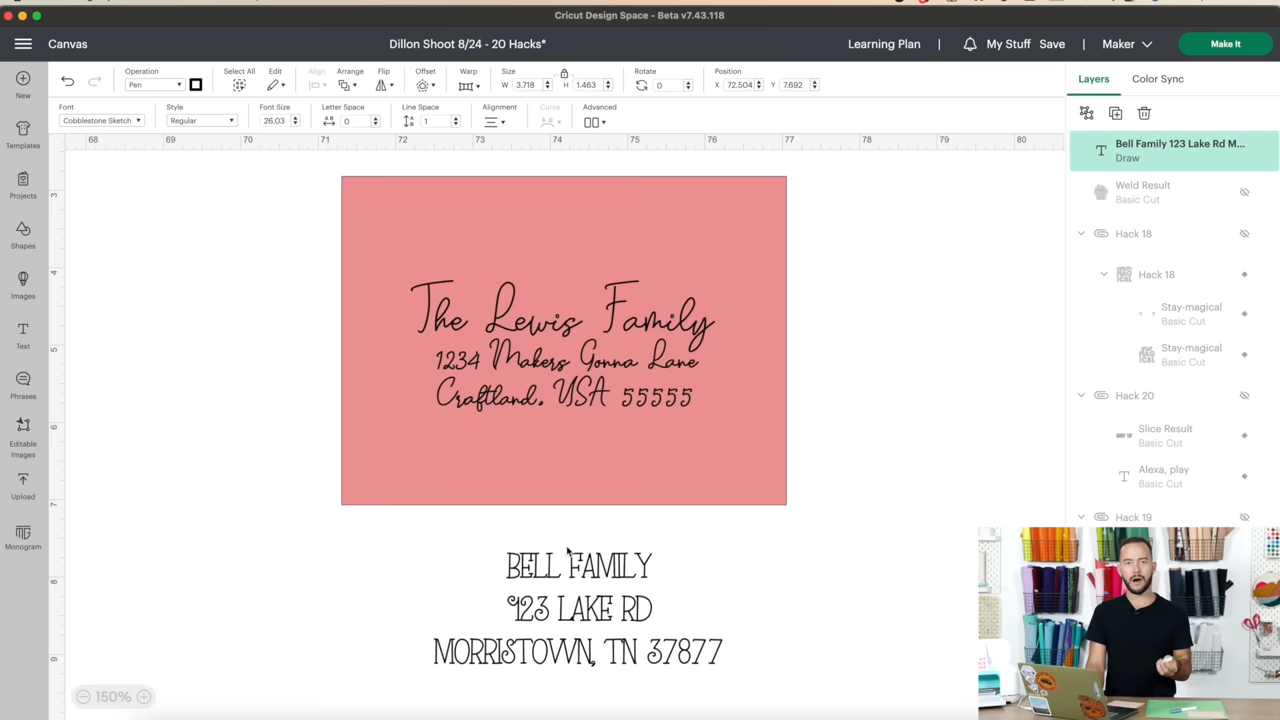 Cricut Design Space - Beta v7.43.118
Canvas
Dillon Shoot 8/24 - 20 Hacks*
Learning Plan | My Stuff Save | Maker
Make It
New
Templates
Projects
Shapes
Images
Text
Phrases
Editable
Images
Upload
Monogram
Operation
Pen
Select All
Edit
Align
Arrange
Flip
Offset
Warp
Size
W 3.718 H 1.463
Rotate
0
Position
X 72.504 Y 7.692
Font
Cobblestone Sketch
Style
Regular
Font Size
26.03
Letter Space
0
Line Space
1
Alignment
Curve
Advanced
68 69 70 71 72 73 74 75 76 77 78 79 80
3
4
5
6
7
8
9
The Lewis Family
1234 Makers Gonna Lane
Craftland, USA 55555
BELL FAMILY
123 LAKE RD
MORRISTOWN, TN 37877
150%
Layers
Color Sync
Bell Family 123 Lake Rd M...
Draw
Weld Result
Basic Cut
Hack 18
Hack 18
Stay-magical
Basic Cut
Stay-magical
Basic Cut
Hack 20
Slice Result
Basic Cut
Alexa, play
Basic Cut
Hack 19